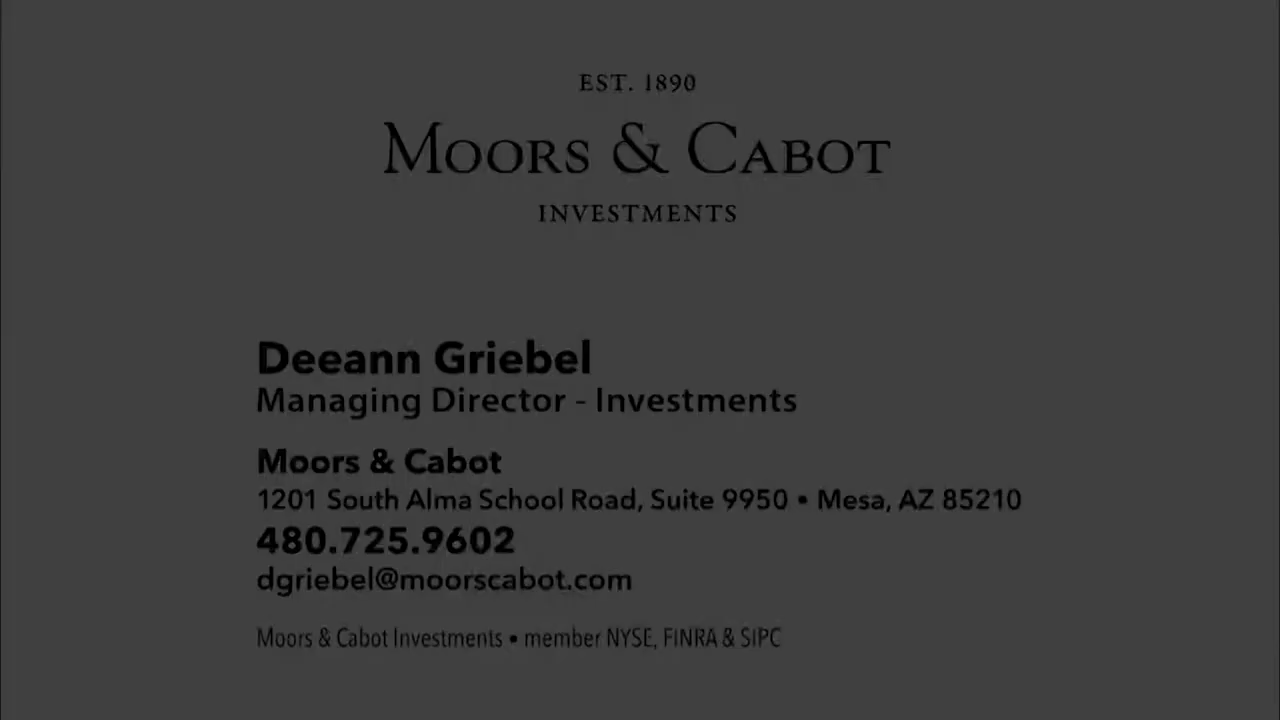 EST. 1890
MOORS & CABOT
INVESTMENTS
Deeann Griebel
Managing Director - Investments
Moors & Cabot
1201 South Alma School Road, Suite 9950 • Mesa, AZ 85210
480.725.9602
dgriebel@moorscabot.com
Moors & Cabot Investments • member NYSE, FINRA & SIPC